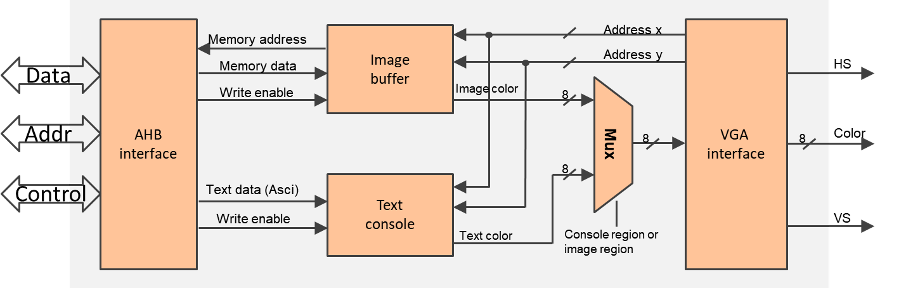 Data
Addr
Control
AHB
interface
Memory address
Memory data
Write enable
Text data (Asci)
Write enable
Image
buffer
Text
console
Address x
Address y
Image color
8
Text color
8
Mux
8
Console region or
image region
VGA
interface
HS
8
Color
VS